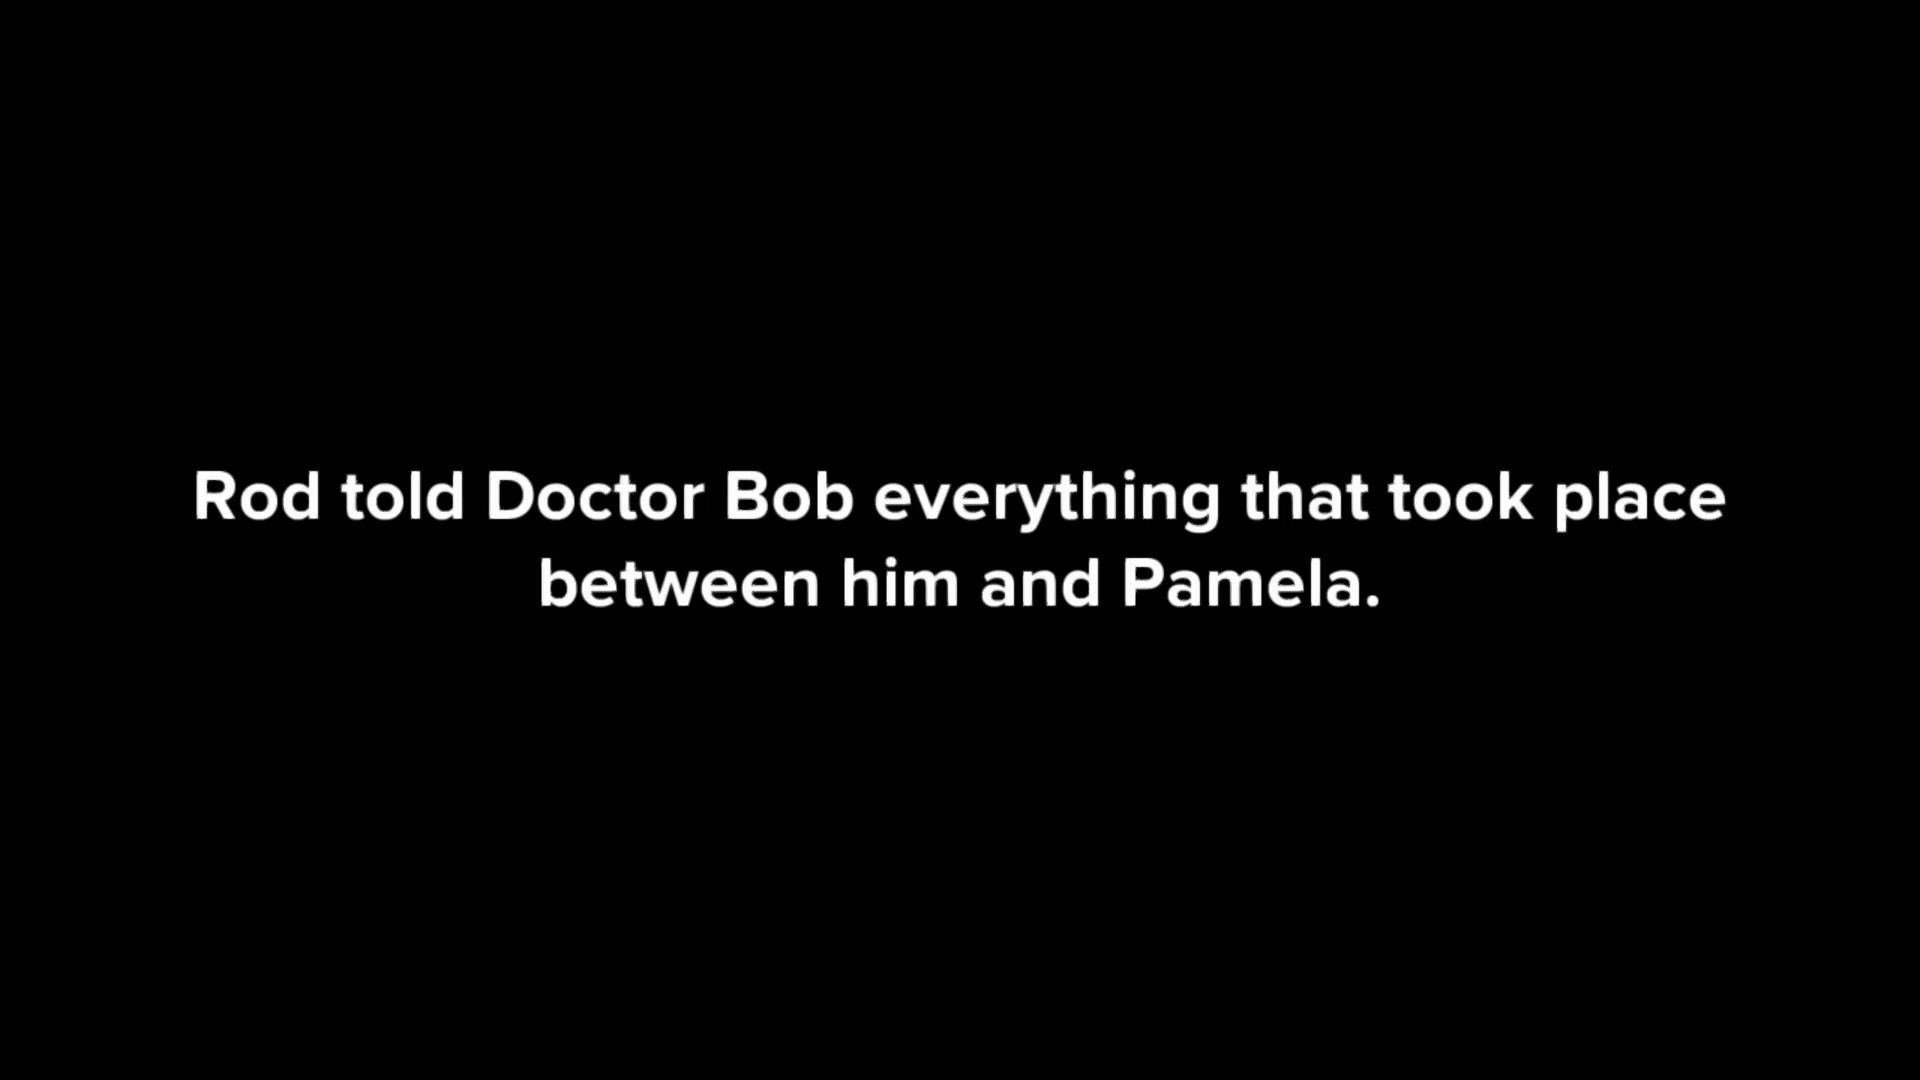 Rod told Doctor Bob everything that took place
between him and Pamela.